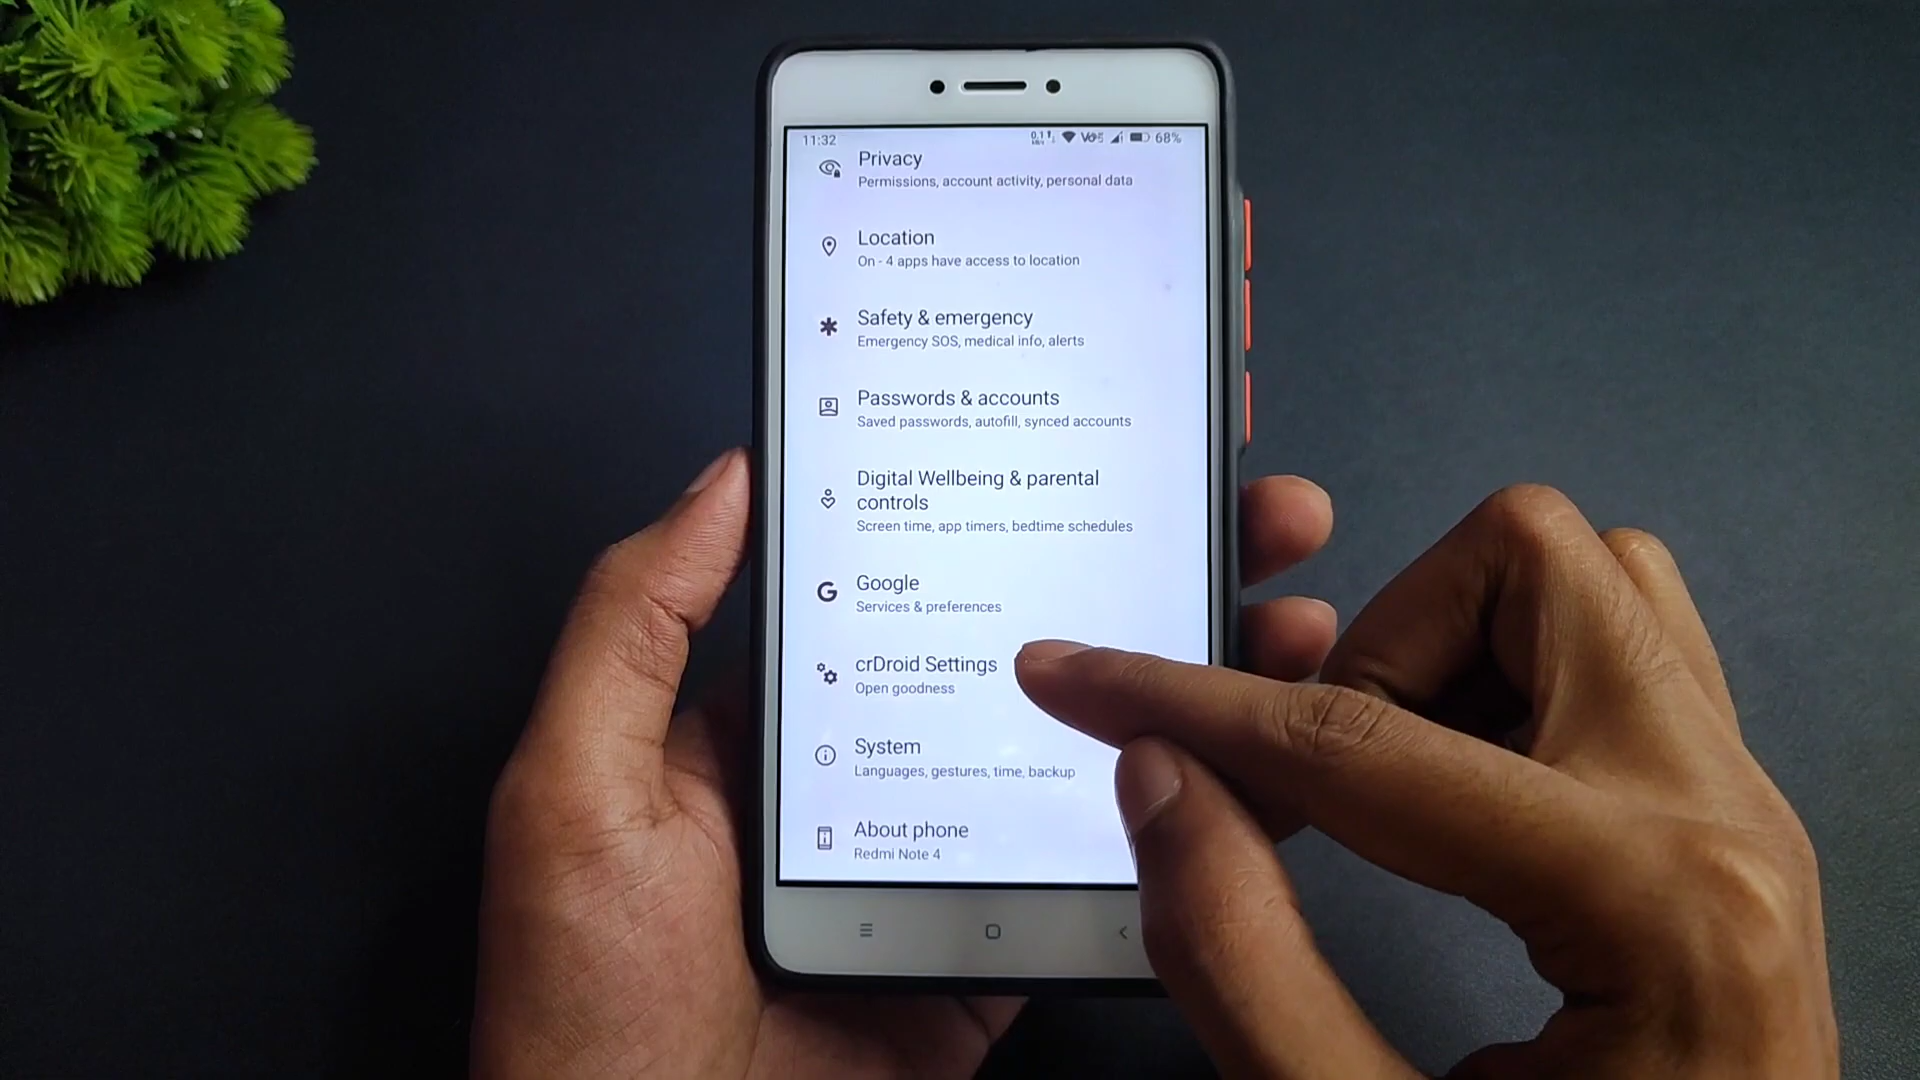 11:32
68%
Privacy
Permissions, account activity, personal data
Location
On - 4 apps have access to location
Safety & emergency
Emergency SOS, medical info, alerts
Passwords & accounts
Saved passwords, autofill, synced accounts
Digital Wellbeing & parental
controls
Screen time, app timers, bedtime schedules
Google
Services & preferences
crDroid Settings
Open goodness
System
Languages, gestures, time, backup
About phone
Redmi Note 4